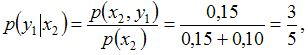 p(y₁|x₂) = p(x₂, y₁) / p(x₂) = 0,15 / (0,15 + 0,10) = 3/5,